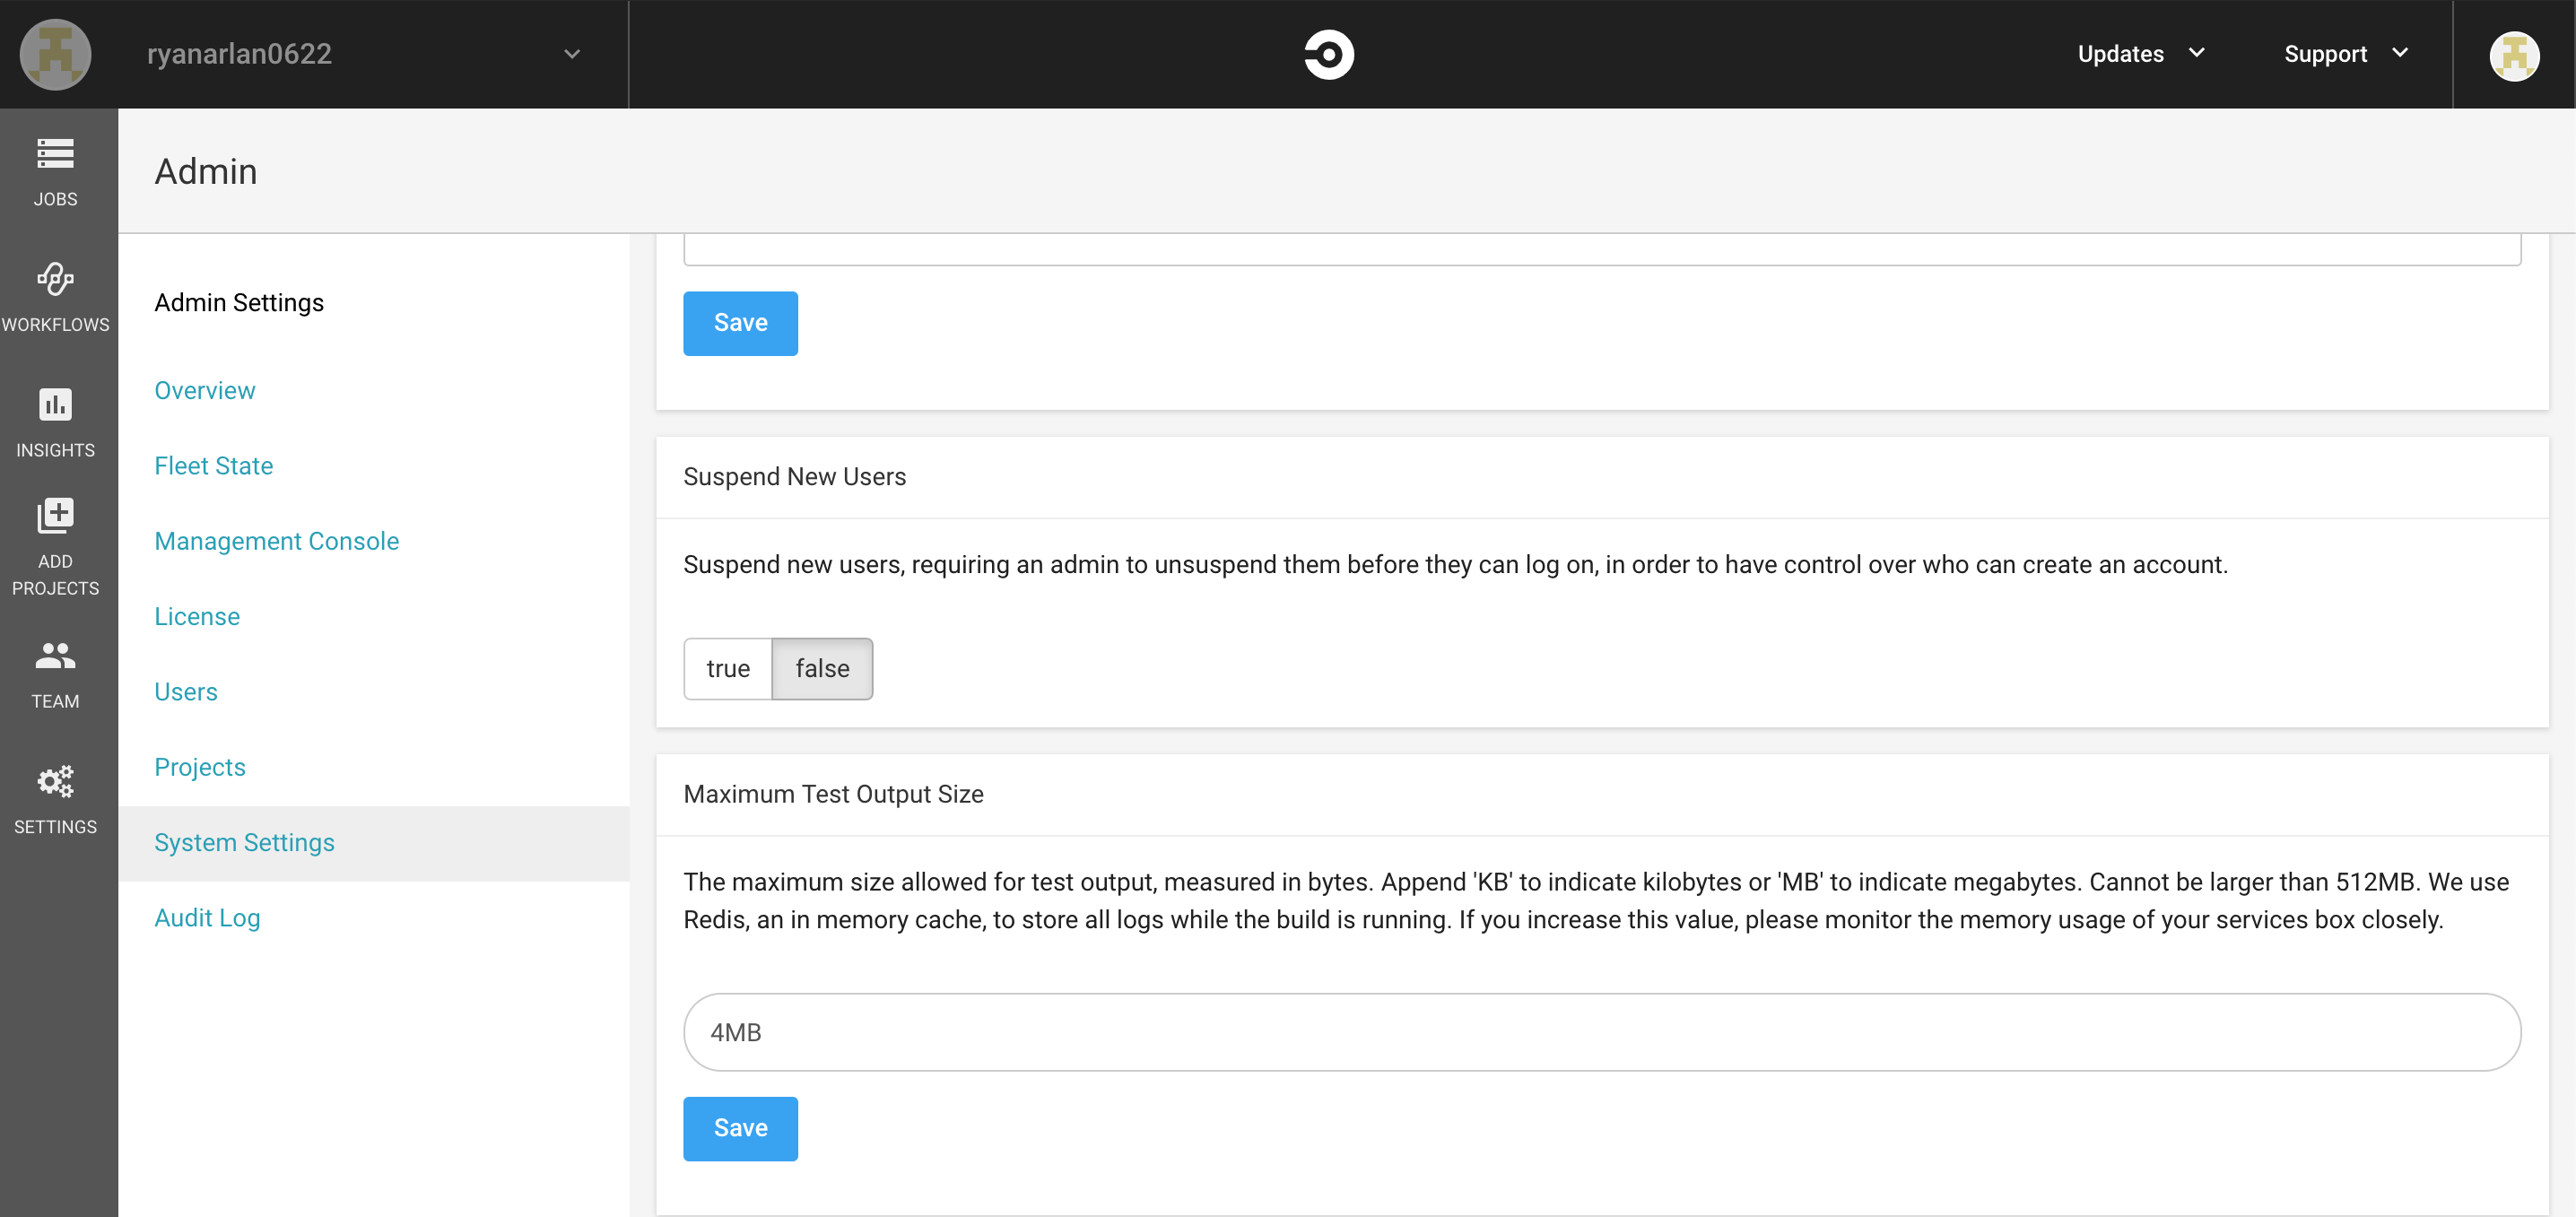 ryanarlan0622
Updates
Support
JOBS
WORKFLOWS
INSIGHTS
ADD
PROJECTS
TEAM
SETTINGS
Admin
Admin Settings
Overview
Fleet State
Management Console
License
Users
Projects
System Settings
Audit Log
Save
Suspend New Users
Suspend new users, requiring an admin to unsuspend them before they can log on, in order to have control over who can create an account.
true false
Maximum Test Output Size
The maximum size allowed for test output, measured in bytes. Append 'KB' to indicate kilobytes or 'MB' to indicate megabytes. Cannot be larger than 512MB. We use
Redis, an in memory cache, to store all logs while the build is running. If you increase this value, please monitor the memory usage of your services box closely.
4MB
Save